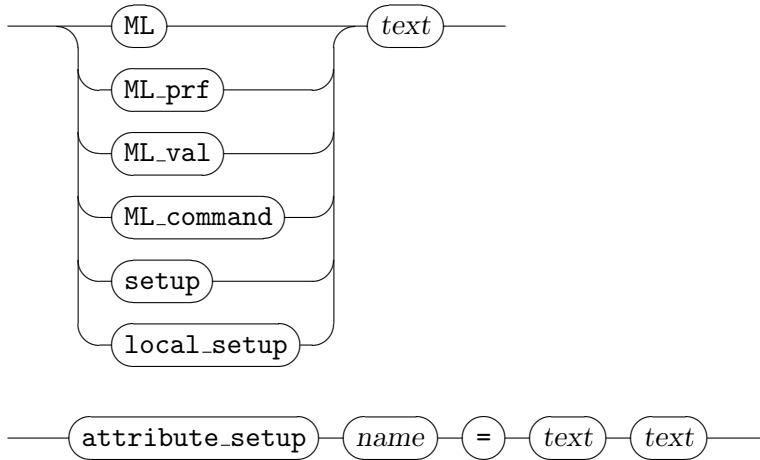 ML text
ML_prf
ML_val
ML_command
setup
local_setup
attribute_setup name = text text